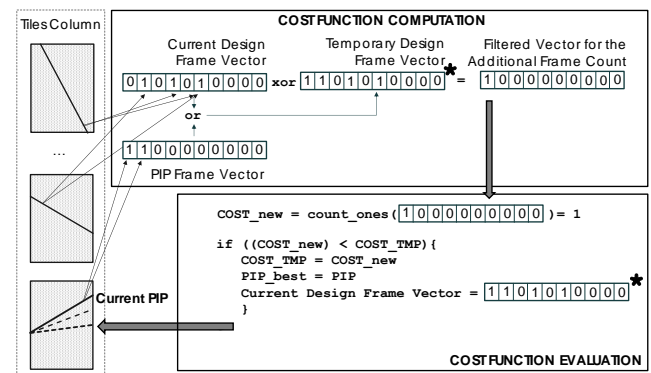 Tiles Column
COST FUNCTION COMPUTATION
Current Design
Frame Vector
Temporary Design
Frame Vector
Filtered Vector for the
Additional Frame Count
0 1 0 1 0 1 0 0 0 0 xor 1 1 0 1 0 1 0 0 0 0 * = 1 0 0 0 0 0 0 0 0 0
or
...
1 1 0 0 0 0 0 0 0 0
PIP Frame Vector
COST_new = count_ones( 1 0 0 0 0 0 0 0 0 0 )= 1
if ((COST_new) < COST_TMP){
COST_TMP = COST_new
PIP_best = PIP
Current Design Frame Vector = 1 1 0 1 0 1 0 0 0 0 *
}
Current PIP
COST FUNCTION EVALUATION